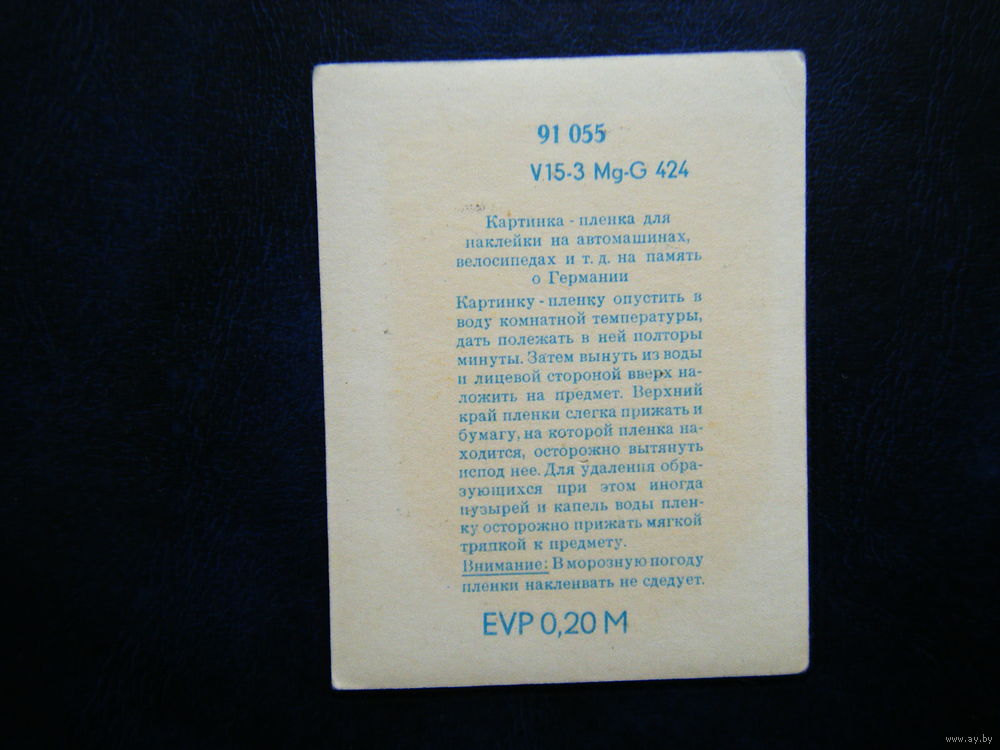 91 055
V 15-3 Mg-G 424
Картинка - пленка для
наклейки на автомашинах,
велосипедах и т. д. на память
о Германии
Картинку - пленку опустить в
воду комнатной температуры,
дать полежать в ней полторы
минуты. Затем вынуть из воды
и лицевой стороной вверх на-
ложить на предмет. Верхний
край пленки слегка прижать и
бумагу, на которой пленка на-
ходится, осторожно вытянуть
испод нее. Для удаления обра-
зующихся при этом иногда
пузырей и капель воды плен-
ку осторожно прижать мягкой
тряпкой к предмету.
Внимание: В морозную погоду
пленки наклеивать не сдедует.
EVP 0,20 M
www.ay.by